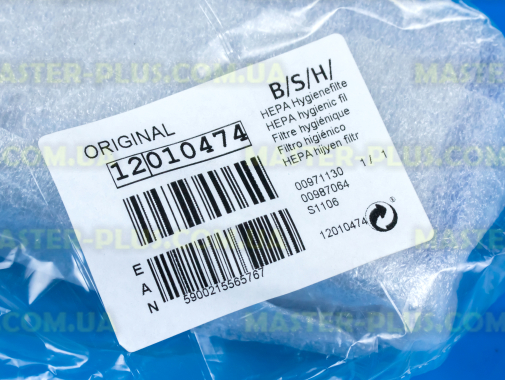 B/S/H/
HEPA Hygienefilte
HEPA hygienic fil
Filtre hygiénique
Filtro higiénico
HEPA hijyen filtr
1/ 1
ORIGINAL
12010474
00971130
00987064
S1106
12010474
EAN
5900215565767
MASTER-PLUS.COM.UA